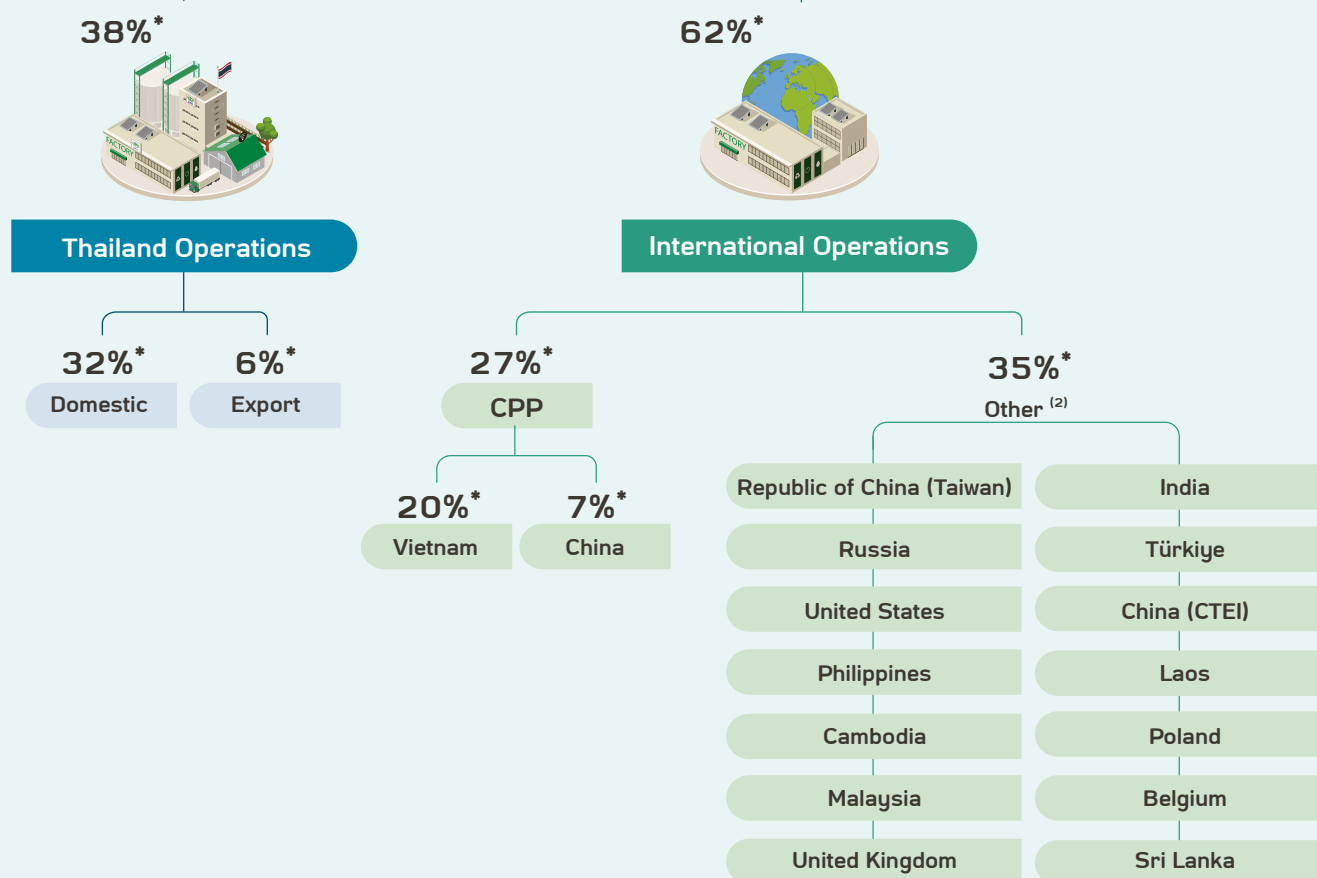 38%*
62%*
FACTORY
FACTORY
Thailand Operations
International Operations
32%*
Domestic
6%*
Export
27%*
CPP
20%*
Vietnam
7%*
China
35%*
Other (2)
Republic of China (Taiwan)
India
Russia
Türkiye
United States
China (CTEI)
Philippines
Laos
Cambodia
Poland
Malaysia
Belgium
United Kingdom
Sri Lanka